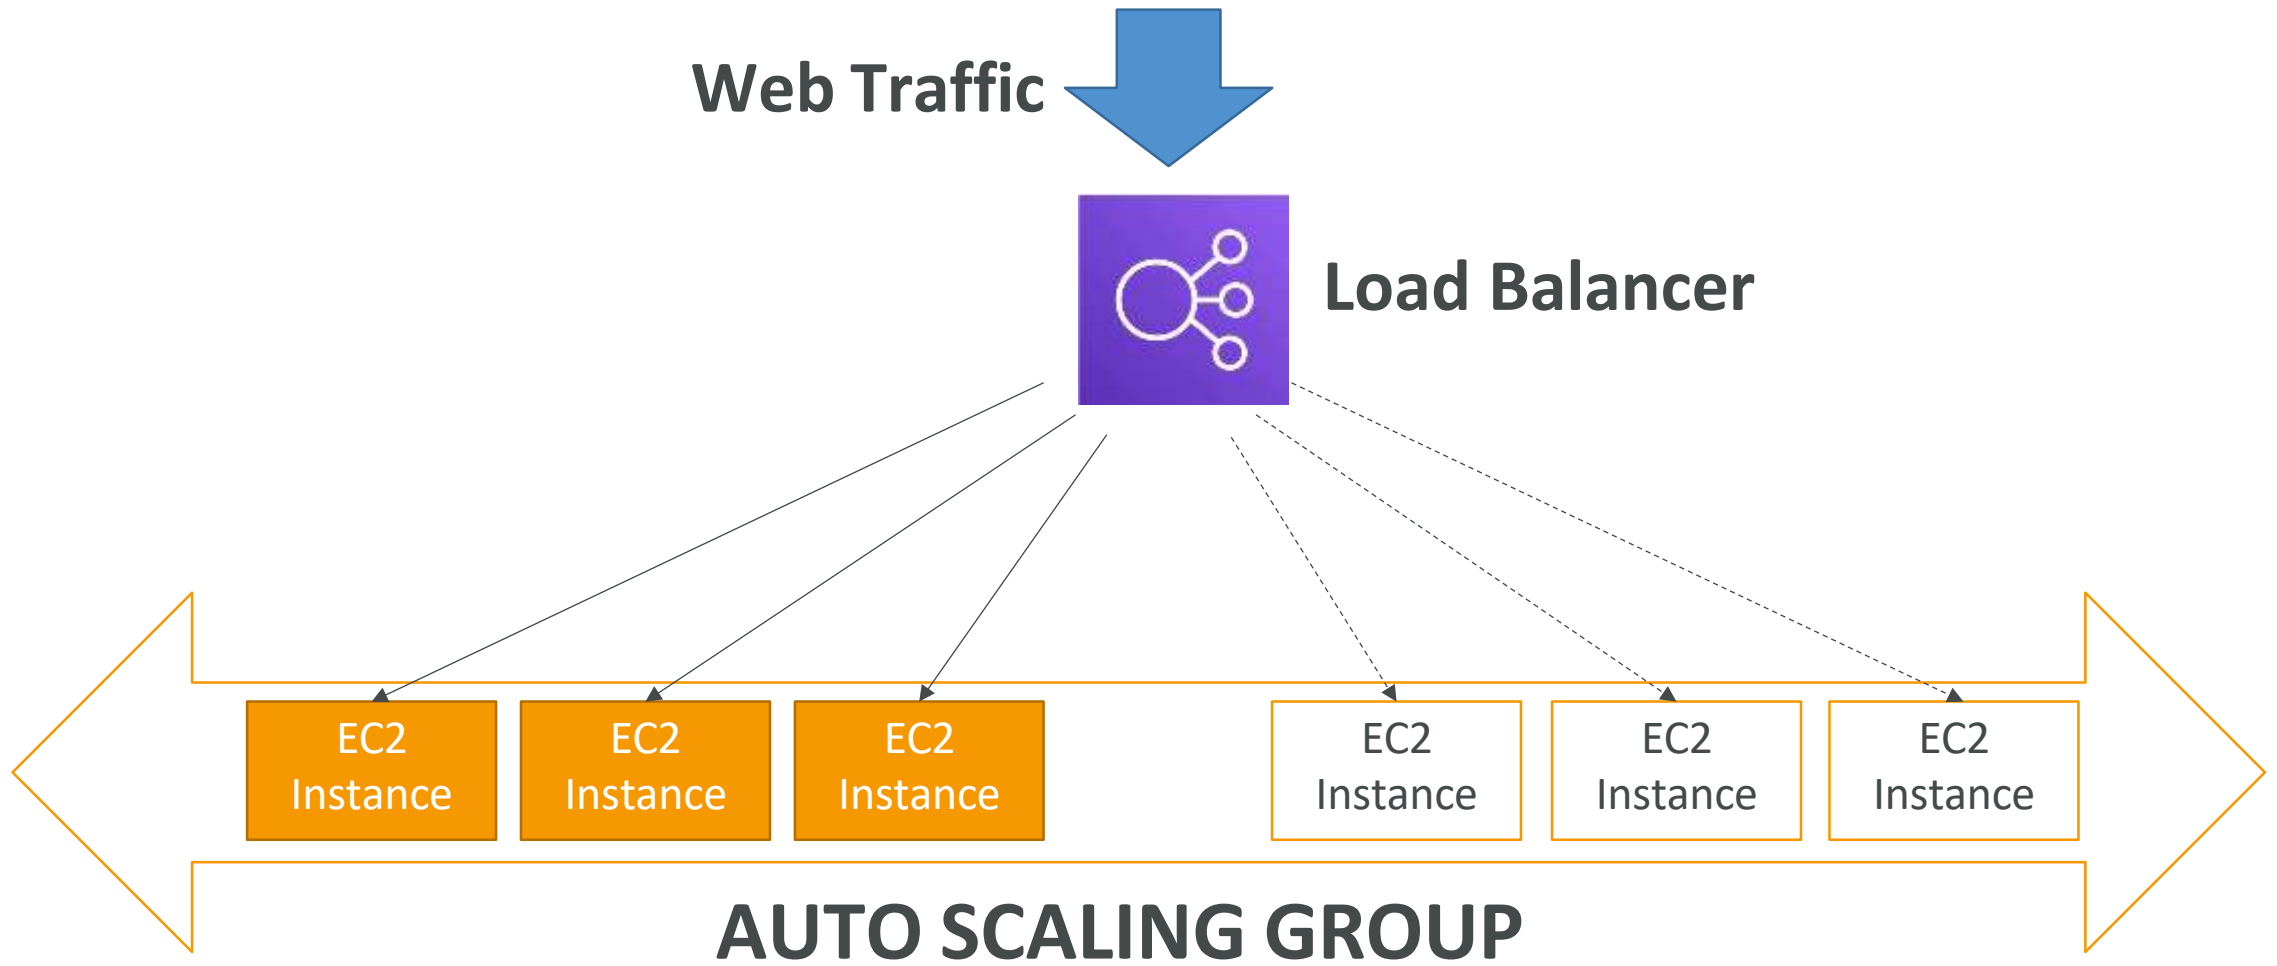 Web Traffic
Load Balancer
EC2
Instance
EC2
Instance
EC2
Instance
EC2
Instance
EC2
Instance
EC2
Instance
AUTO SCALING GROUP